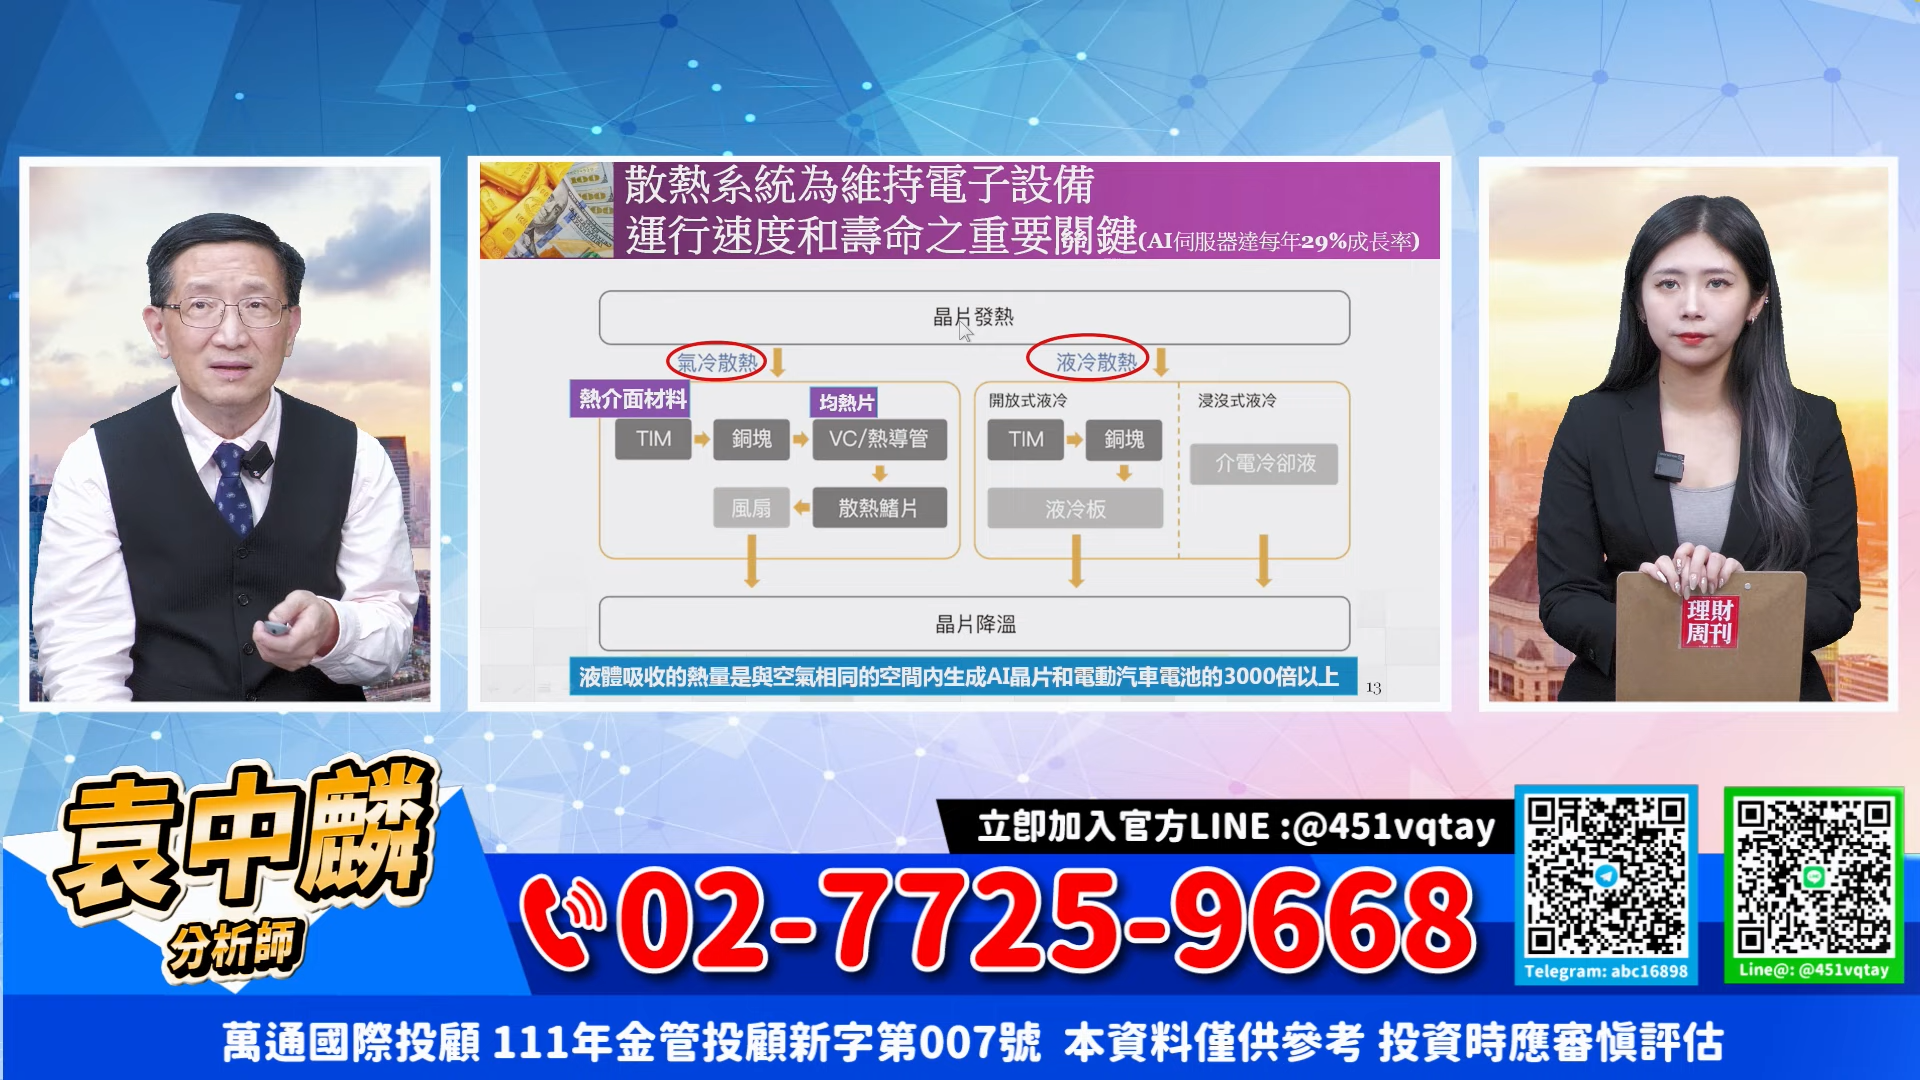 散熱系統為維持電子設備
運行速度和壽命之重要關鍵(AI伺服器達每年29%成長率)
晶片發熱
氣冷散熱
液冷散熱
熱介面材料
均熱片
開放式液冷
浸沒式液冷
TIM
銅塊
VC/熱導管
TIM
銅塊
介電冷卻液
風扇
散熱鰭片
液冷板
晶片降溫
液體吸收的熱量是與空氣相同的空間內生成AI晶片和電動汽車電池的3000倍以上
13
理財
周刊
袁中麟
分析師
立即加入官方LINE :@451vqtay
02-7725-9668
Telegram: abc16898
Line@: @451vqtay
萬通國際投顧 111年金管投顧新字第007號 本資料僅供參考 投資時應審慎評估